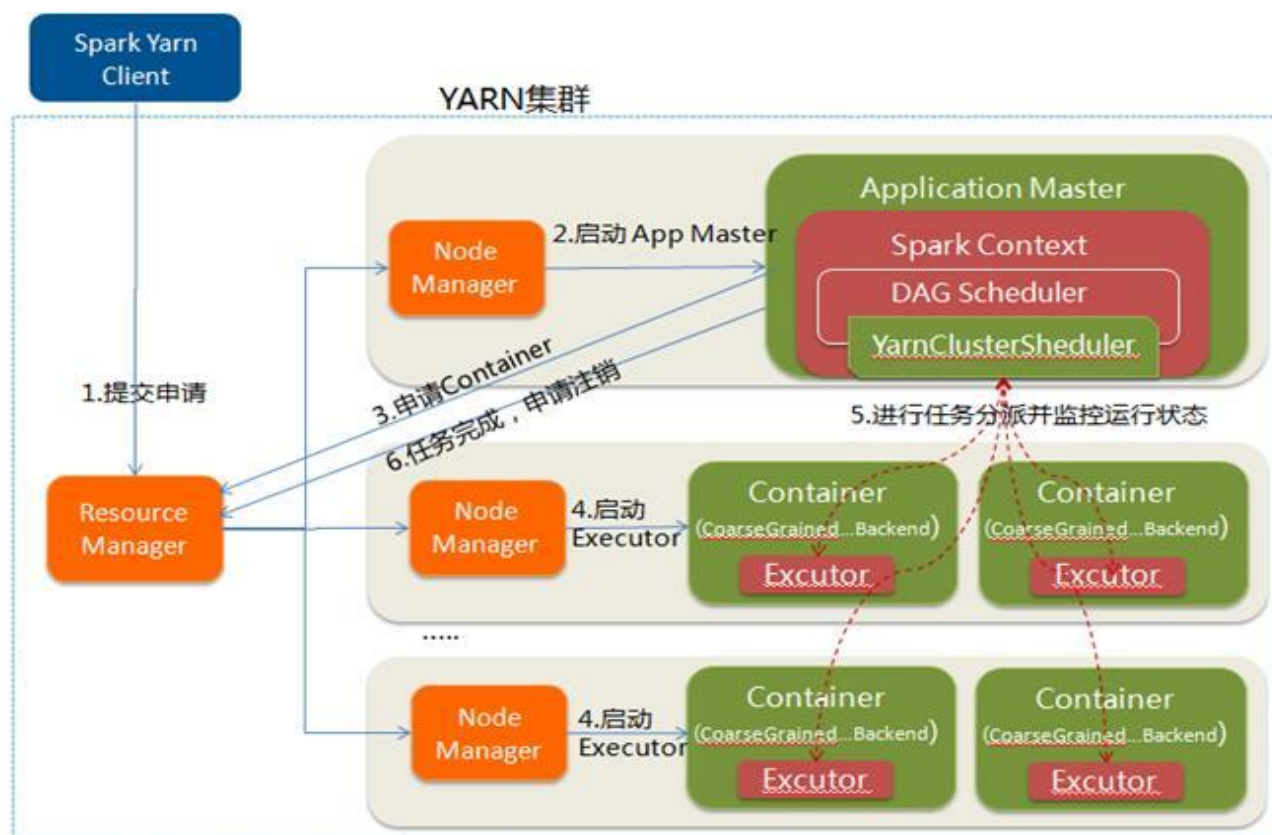 Spark Yarn
Client
YARN集群
Application Master
2.启动 App Master
Spark Context
Node
Manager
DAG Scheduler
YarnClusterSheduler
1.提交申请
3.申请Container
6.任务完成，申请注销
5.进行任务分派并监控运行状态
Resource
Manager
Node
Manager
4.启动
Executor
Container
(CoarseGrained...Backend)
Excutor
Container
(CoarseGrained...Backend)
Excutor
.....
Node
Manager
4.启动
Executor
Container
(CoarseGrained...Backend)
Excutor
Container
(CoarseGrained...Backend)
Excutor